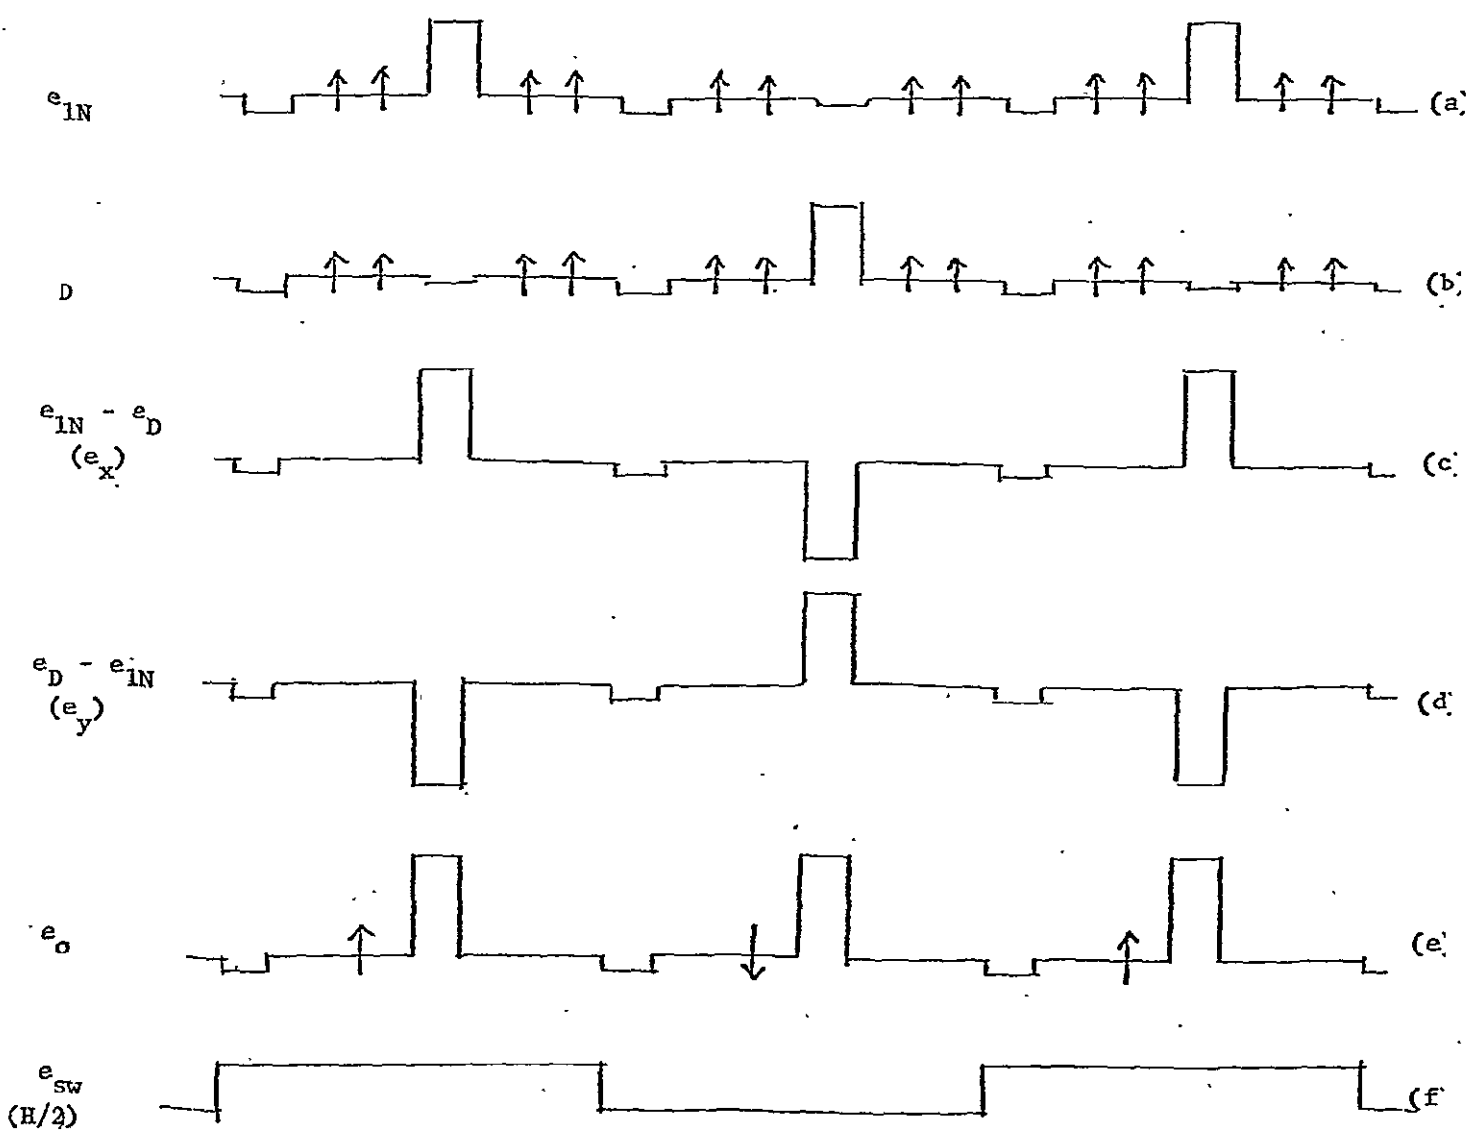 e1N (a)
D (b)
e1N - eD
(ex) (c)
eD - e1N
(ey) (d)
eo (e)
esw
(H/2) (f